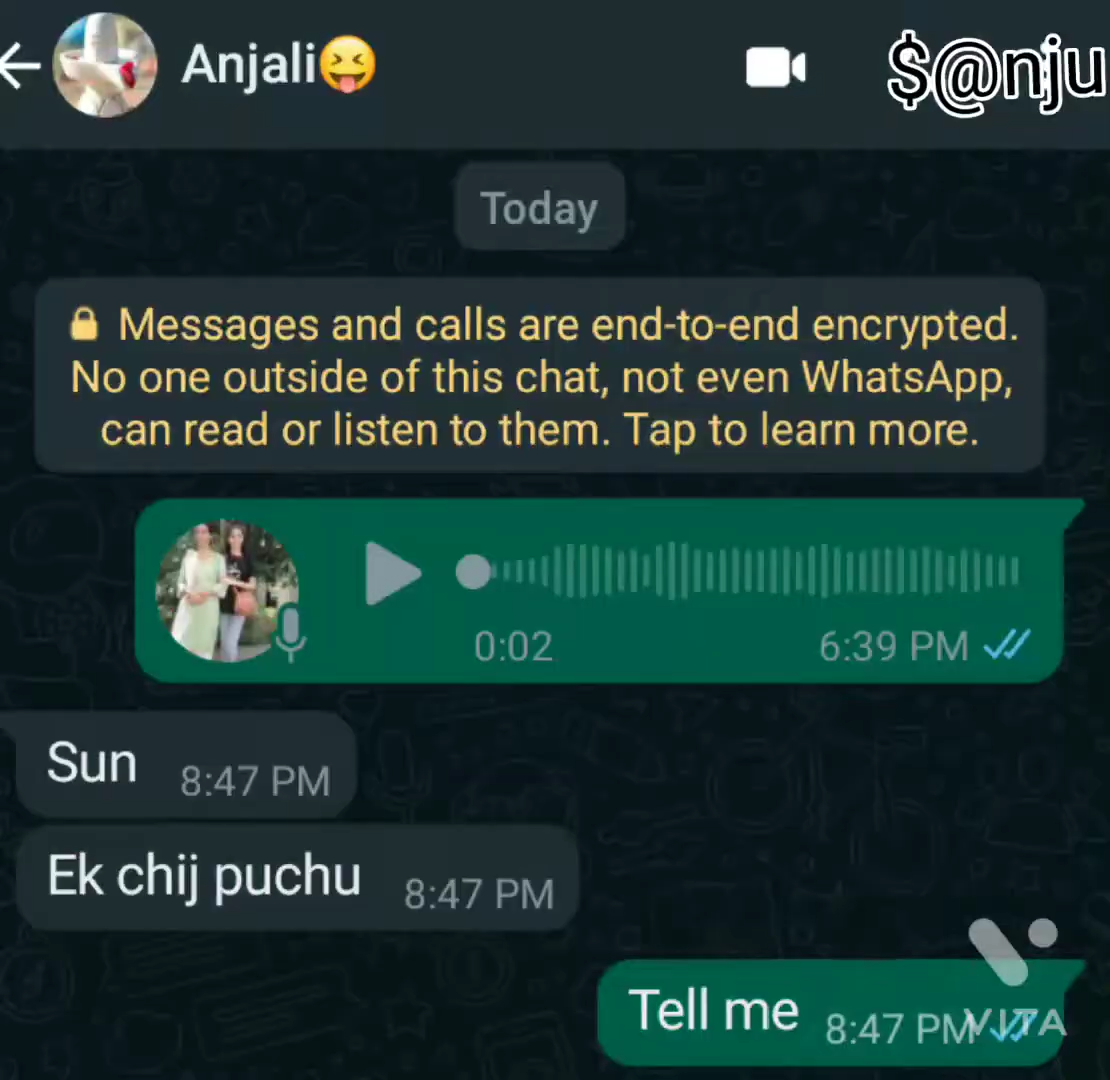 Anjali😝
$@nju
Today
🔒 Messages and calls are end-to-end encrypted.
No one outside of this chat, not even WhatsApp,
can read or listen to them. Tap to learn more.
0:02 6:39 PM
Sun 8:47 PM
Ek chij puchu 8:47 PM
Tell me 8:47 PM
VITA